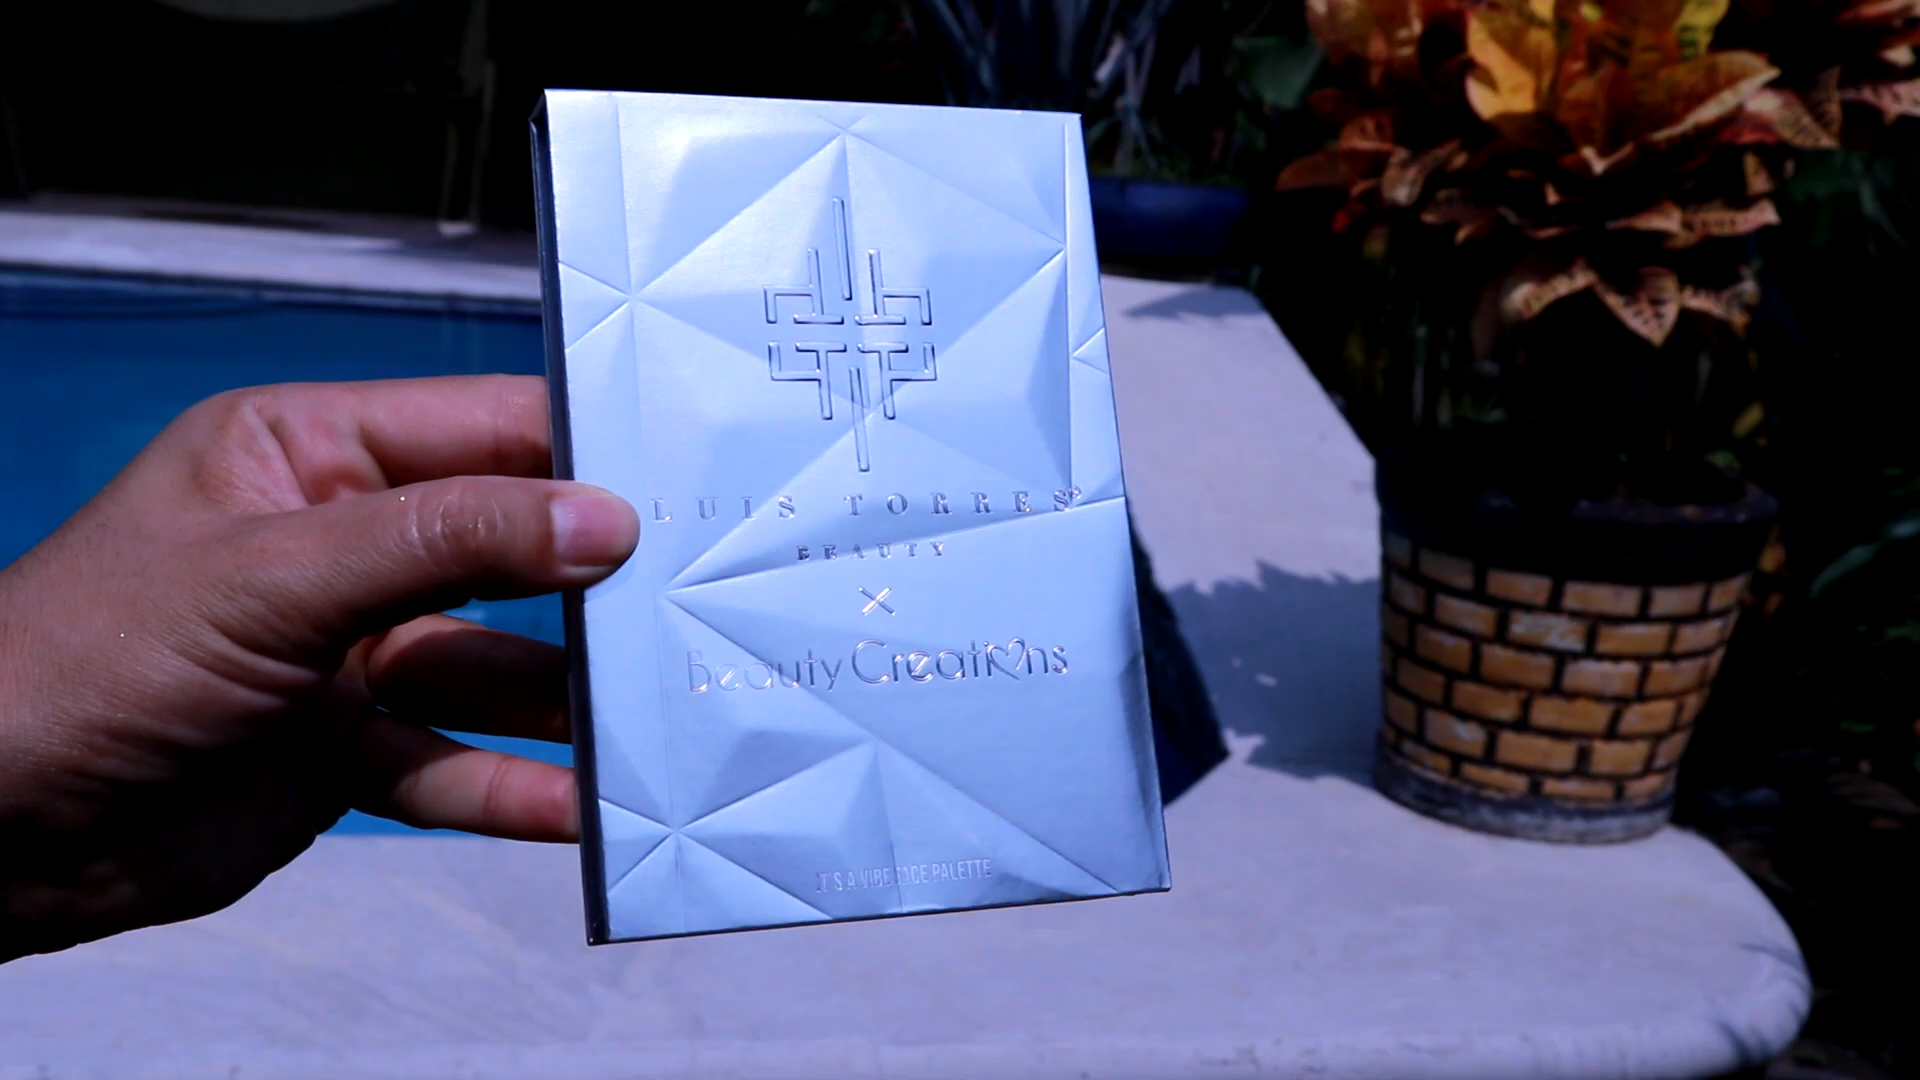 LUIS TORRES®
BEAUTY
X
Beauty Creations
IT'S A VIBE FACE PALETTE